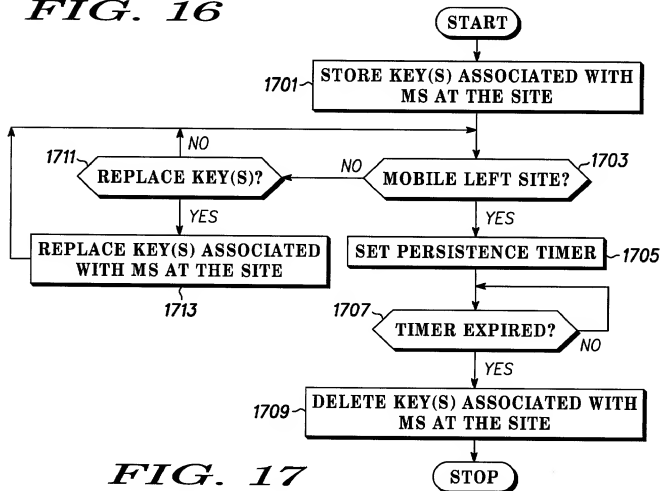 FIG. 16
START
1701
STORE KEY(S) ASSOCIATED WITH
MS AT THE SITE
1711
NO
REPLACE KEY(S)?
NO
MOBILE LEFT SITE?
1703
YES
YES
REPLACE KEY(S) ASSOCIATED
WITH MS AT THE SITE
1713
SET PERSISTENCE TIMER
1705
1707
TIMER EXPIRED?
NO
YES
1709
DELETE KEY(S) ASSOCIATED WITH
MS AT THE SITE
FIG. 17
STOP